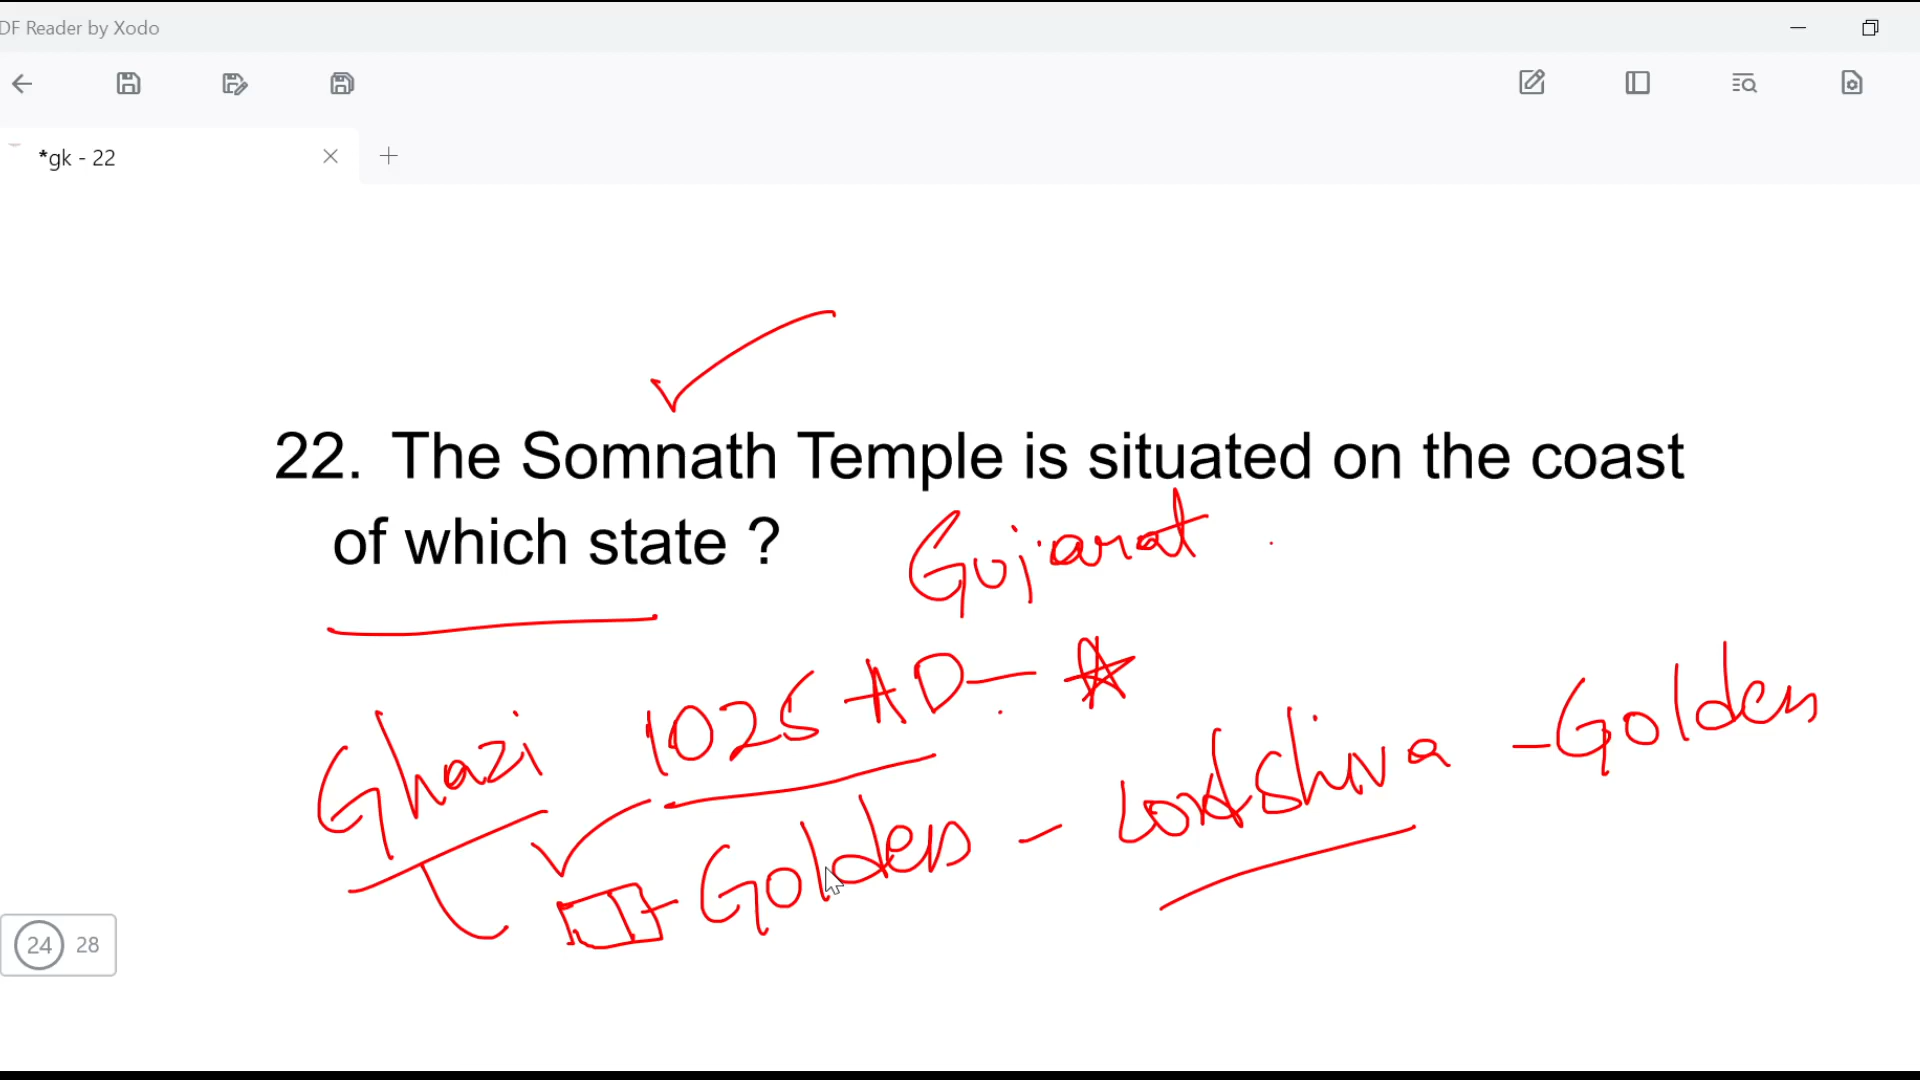 DF Reader by Xodo
*gk - 22
22. The Somnath Temple is situated on the coast
of which state ?
Gujarat
Ghazi 1025 AD -
Golden - Lord Shiva - Golden
24 28